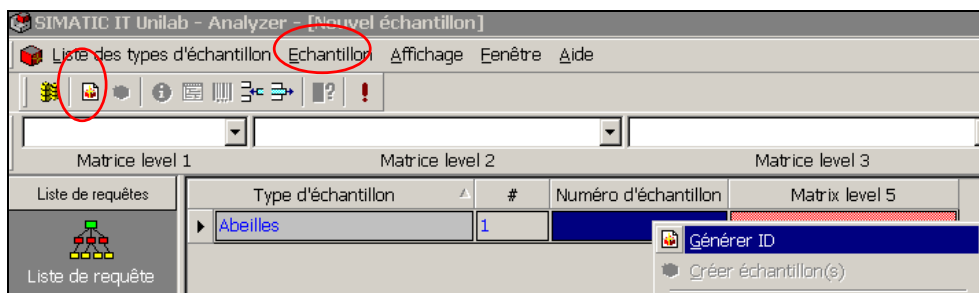 SIMATIC IT Unilab - Analyzer - [Nouvel échantillon]
Liste des types d'échantillon Echantillon Affichage Fenêtre Aide
Matrice level 1 Matrice level 2 Matrice level 3
Liste de requêtes Type d'échantillon # Numéro d'échantillon Matrix level 5
Abeilles 1
Générer ID
Liste de requête Créer échantillon(s)